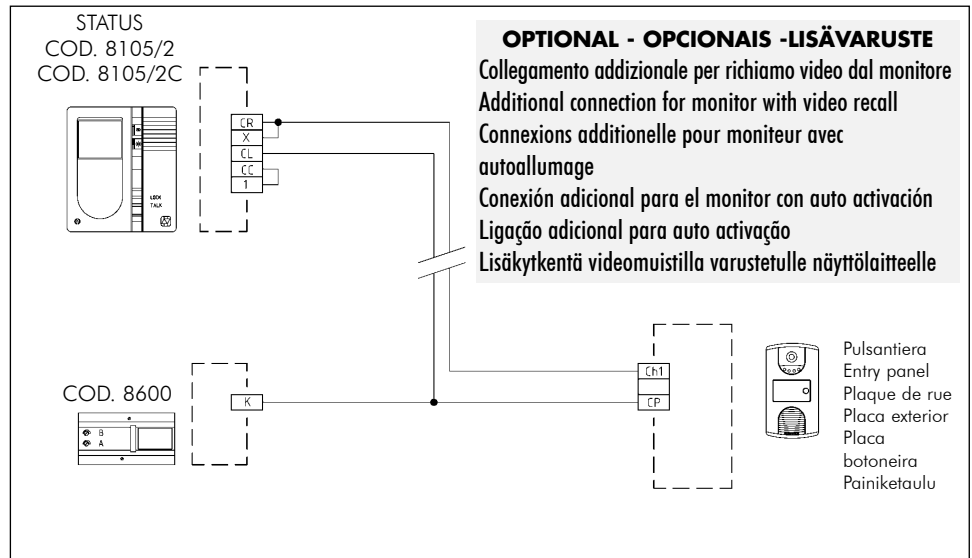 STATUS
COD. 8105/2
COD. 8105/2C
OPTIONAL - OPCIONAIS -LISÄVARUSTE
Collegamento addizionale per richiamo video dal monitore
Additional connection for monitor with video recall
Connexions additionelle pour moniteur avec
autoallumage
Conexión adicional para el monitor con auto activación
Ligação adicional para auto activação
Lisäkytkentä videomuistilla varustetulle näyttölaitteelle
CR
X
CL
CC
1
LOCK
TALK
COD. 8600
B
A
K
Ch1
CP
Pulsantiera
Entry panel
Plaque de rue
Placa exterior
Placa
botoneira
Painiketaulu